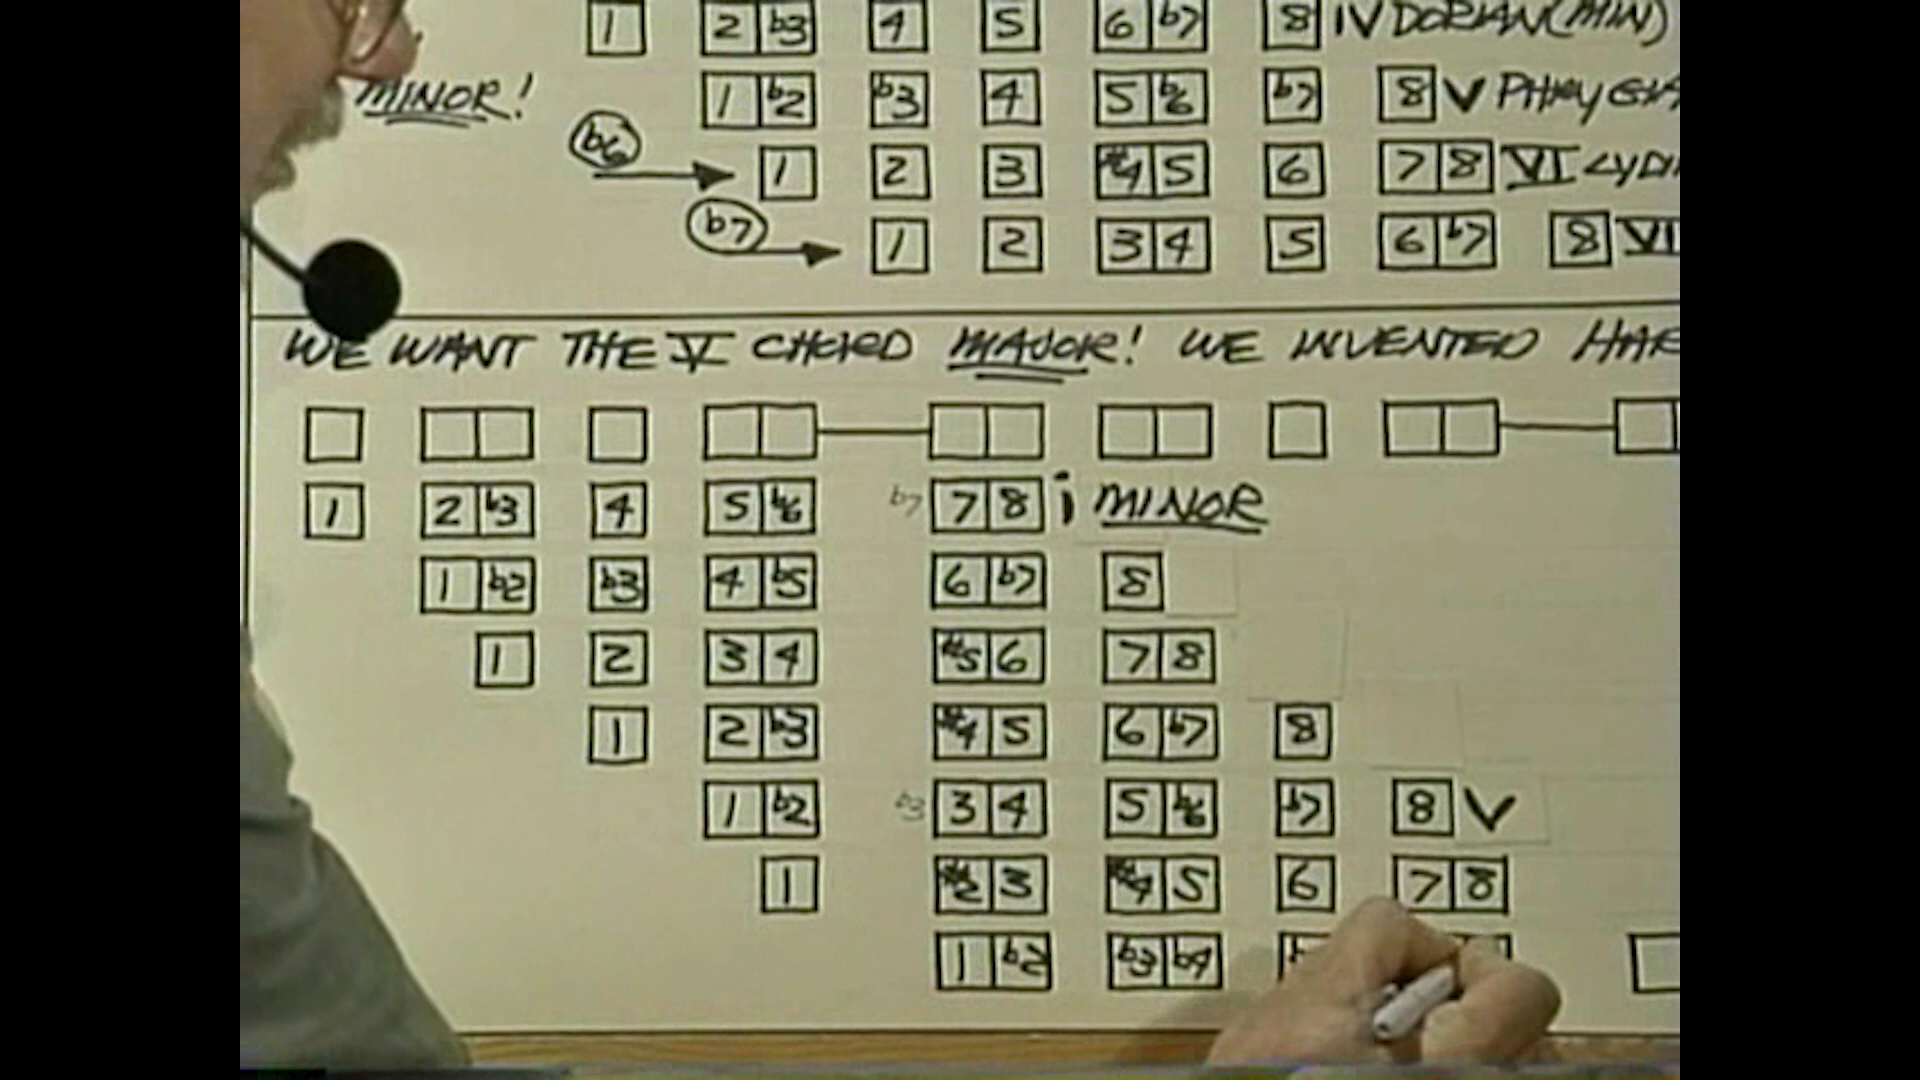 1 2 b3 4 5 6 b7 8 IV DORIAN (MIN)
MINOR! 1 b2 b3 4 5 b6 b7 8 V
b6 1 2 3 #4 5 6 7 8 VI
b7 1 2 3 4 5 6 b7 8
WE WANT THE V CHORD MAJOR! WE INVENTED
1 2 b3 4 5 b6 b7 7 8 i MINOR
1 b2 b3 4 b5 6 b7 8
1 2 3 4 #5 6 7 8
1 2 b3 #4 5 6 b7 8
1 b2 b3 3 4 5 b6 b7 8 V
1 #2 3 #4 5 6 7 8
1 b2 b3 b4